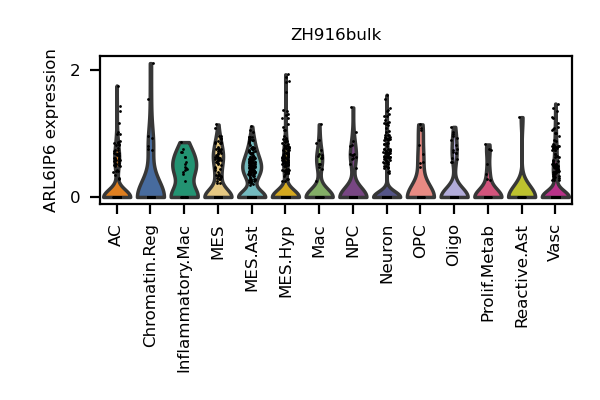 ZH916bulk
ARL6IP6 expression
2
0
AC
Chromatin.Reg
Inflammatory.Mac
MES
MES.Ast
MES.Hyp
Mac
NPC
Neuron
OPC
Oligo
Prolif.Metab
Reactive.Ast
Vasc